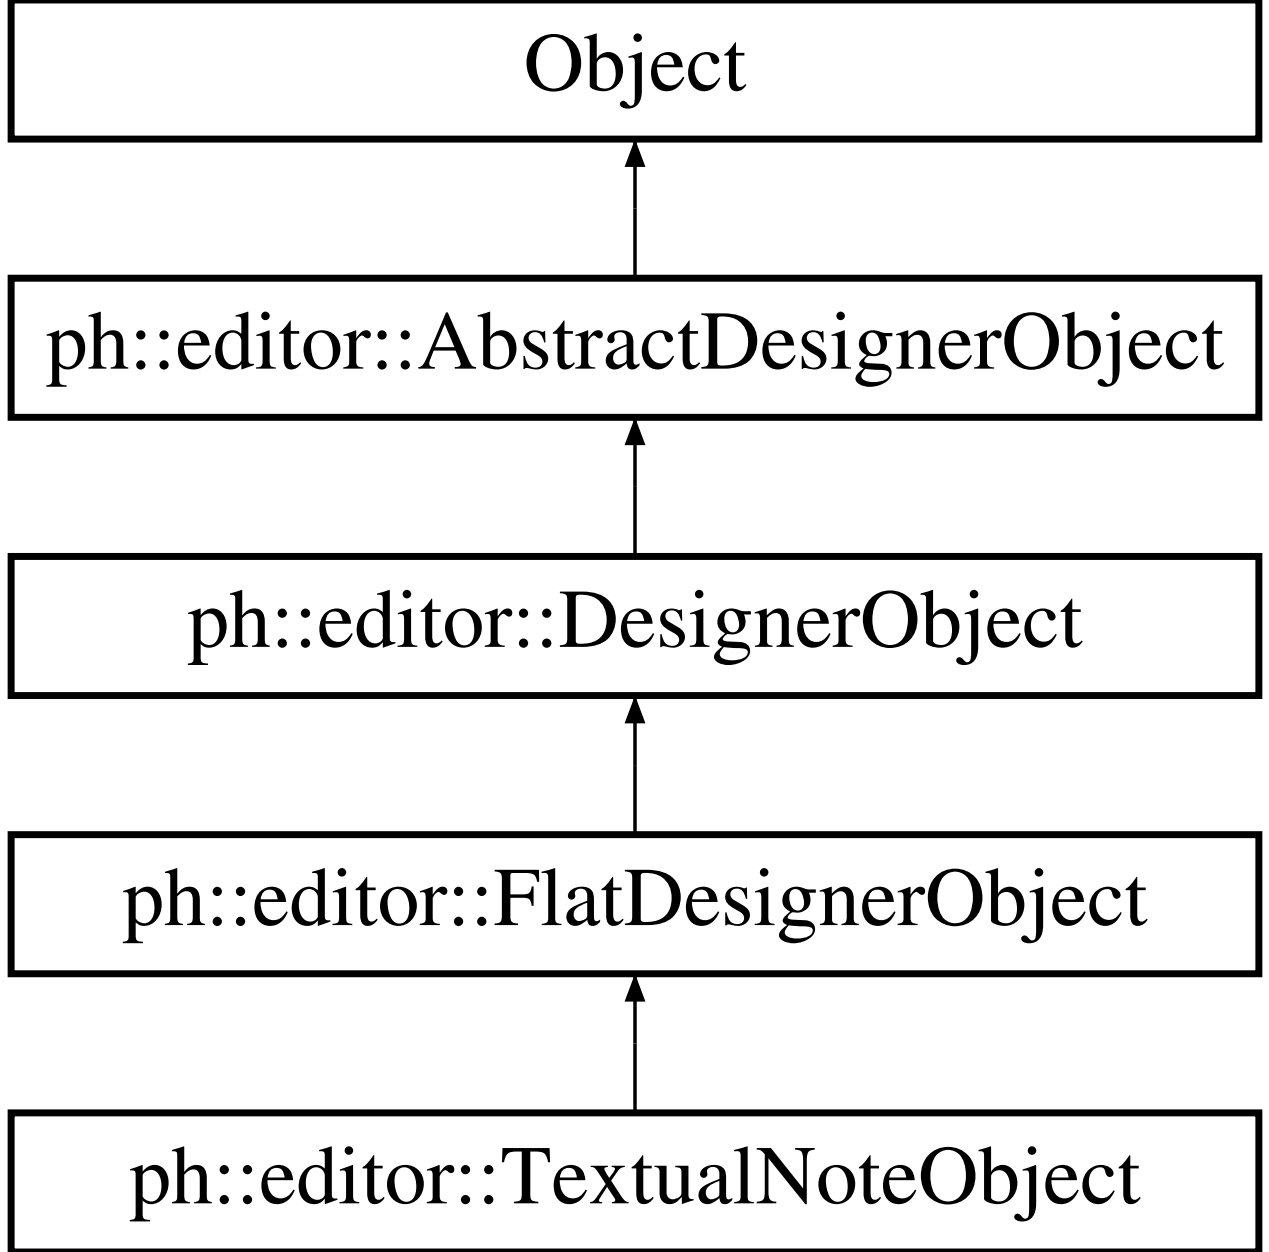 Object
ph::editor::AbstractDesignerObject
ph::editor::DesignerObject
ph::editor::FlatDesignerObject
ph::editor::TextualNoteObject